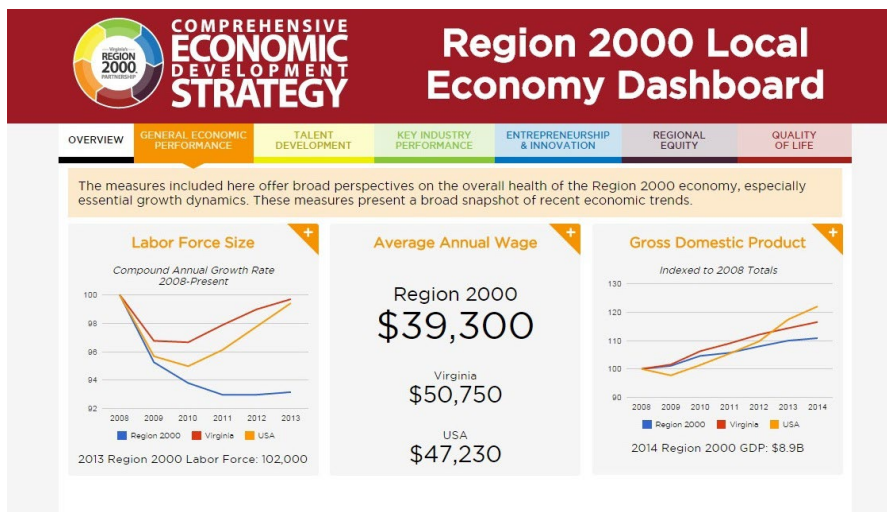 Virginia's
REGION
2000
PARTNERSHIP
COMPREHENSIVE
ECONOMIC
DEVELOPMENT
STRATEGY
Region 2000 Local
Economy Dashboard
OVERVIEW
GENERAL ECONOMIC
PERFORMANCE
TALENT
DEVELOPMENT
KEY INDUSTRY
PERFORMANCE
ENTREPRENEURSHIP
& INNOVATION
REGIONAL
EQUITY
QUALITY
OF LIFE
The measures included here offer broad perspectives on the overall health of the Region 2000 economy, especially
essential growth dynamics. These measures present a broad snapshot of recent economic trends.
Labor Force Size
+
Compound Annual Growth Rate
2008-Present
100
98
96
94
92
2008 2009 2010 2011 2012 2013
Region 2000 Virginia USA
2013 Region 2000 Labor Force: 102,000
Average Annual Wage
+
Region 2000
$39,300
Virginia
$50,750
USA
$47,230
Gross Domestic Product
+
Indexed to 2008 Totals
130
120
110
100
90
2008 2009 2010 2011 2012 2013 2014
Region 2000 Virginia USA
2014 Region 2000 GDP: $8.9B